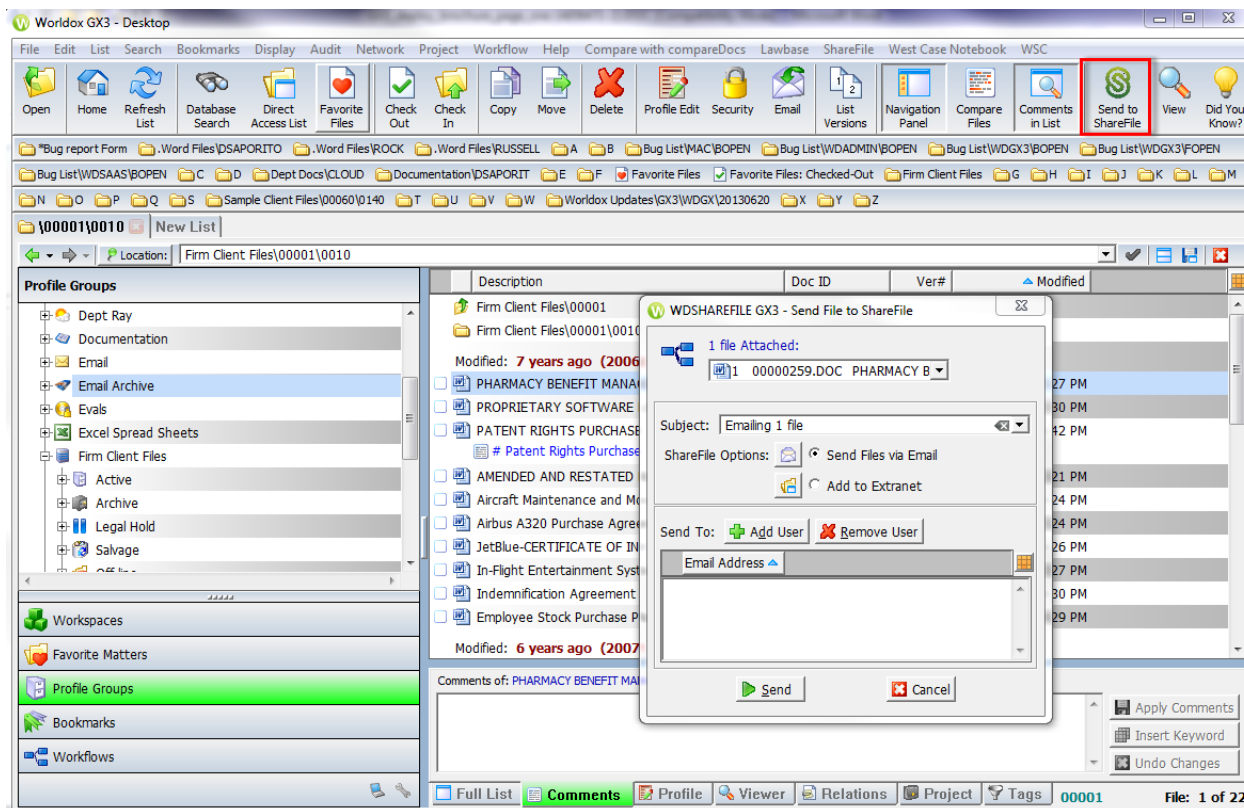 Worldox GX3 - Desktop
File Edit List Search Bookmarks Display Audit Network Project Workflow Help Compare with compareDocs Lawbase ShareFile West Case Notebook WSC
Open Home Refresh List Database Search Direct Access List Favorite Files Check Out Check In Copy Move Delete Profile Edit Security Email List Versions Navigation Panel Compare Files Comments in List Send to ShareFile View Did You Know?
*Bug report Form .Word Files\DSAPORITO .Word Files\ROCK .Word Files\RUSSELL A B Bug List\MAC\BOPEN Bug List\WDADMIN\BOPEN Bug List\WDGX3\BOPEN Bug List\WDGX3\FOPEN
Bug List\WDSAAS\BOPEN C D Dept Docs\CLOUD Documentation\DSAPORIT E F Favorite Files Favorite Files: Checked-Out Firm Client Files G H I J K L M
N O P Q S Sample Client Files\00060\0140 T U V W Worldox Updates\GX3\WDGX\20130620 X Y Z
\00001\0010 New List
Location: Firm Client Files\00001\0010
Profile Groups
Dept Ray
Documentation
Email
Email Archive
Evals
Excel Spread Sheets
Firm Client Files
Active
Archive
Legal Hold
Salvage
Off-line
Workspaces
Favorite Matters
Profile Groups
Bookmarks
Workflows
Description Doc ID Ver# Modified
Firm Client Files\00001
Firm Client Files\00001\0010
Modified: 7 years ago (2006
PHARMACY BENEFIT MANA 27 PM
PROPRIETARY SOFTWARE 30 PM
PATENT RIGHTS PURCHASE 42 PM
# Patent Rights Purchase
AMENDED AND RESTATED 21 PM
Aircraft Maintenance and Mo 24 PM
Airbus A320 Purchase Agree 24 PM
JetBlue-CERTIFICATE OF IN 26 PM
In-Flight Entertainment Syst 27 PM
Indemnification Agreement 30 PM
Employee Stock Purchase P 29 PM
Modified: 6 years ago (2007
WDSHAREFILE GX3 - Send File to ShareFile
1 file Attached:
1 00000259.DOC PHARMACY B
Subject: Emailing 1 file
ShareFile Options: Send Files via Email
Add to Extranet
Send To: Add User Remove User
Email Address
Send Cancel
Comments of: PHARMACY BENEFIT MA
Apply Comments
Insert Keyword
Undo Changes
Full List Comments Profile Viewer Relations Project Tags 00001 File: 1 of 27